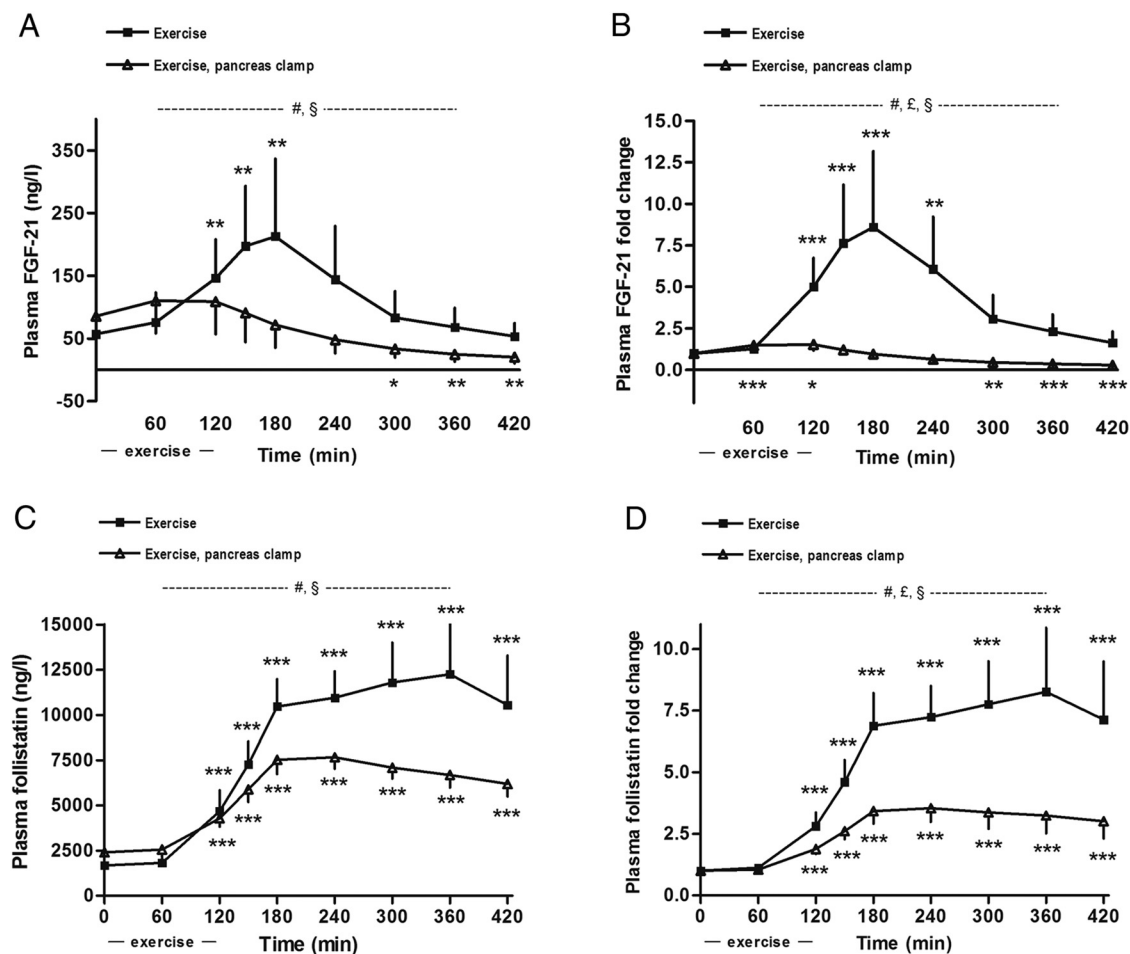 A
Exercise
Exercise, pancreas clamp
#, §
Plasma FGF-21 (ng/l)
350
250
150
50
-50
** ** **
* ** **
60 120 180 240 300 360 420
— exercise —
Time (min)
B
Exercise
Exercise, pancreas clamp
#, £, §
Plasma FGF-21 fold change
15.0
12.5
10.0
7.5
5.0
2.5
0.0
*** *** *** **
*** * ** *** ***
60 120 180 240 300 360 420
— exercise —
Time (min)
C
Exercise
Exercise, pancreas clamp
#, §
Plasma follistatin (ng/l)
15000
12500
10000
7500
5000
2500
0
*** *** *** *** *** *** ***
*** *** *** *** *** *** ***
0 60 120 180 240 300 360 420
— exercise —
Time (min)
D
Exercise
Exercise, pancreas clamp
#, £, §
Plasma follistatin fold change
10.0
7.5
5.0
2.5
0.0
*** *** *** *** *** *** ***
*** *** *** *** *** *** ***
0 60 120 180 240 300 360 420
— exercise —
Time (min)